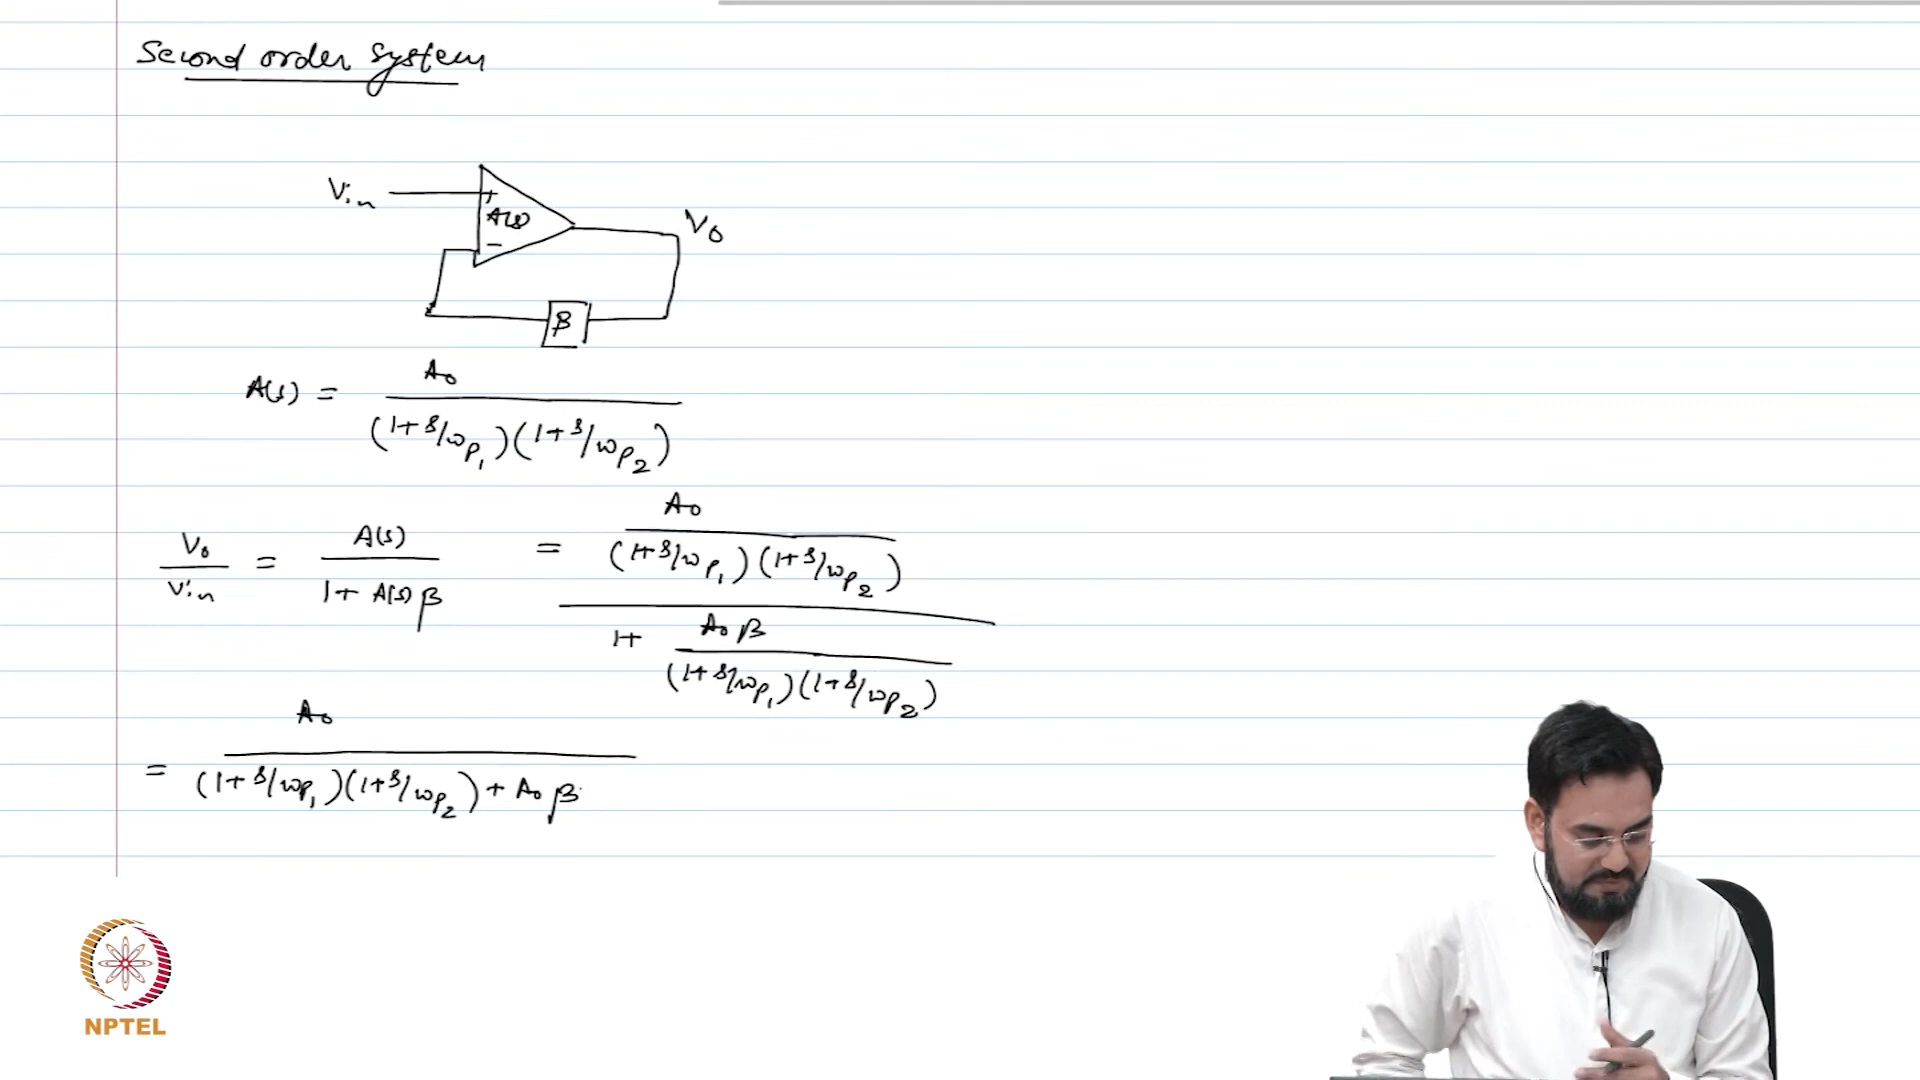 Second order system
Vin + A(s) - V0
β
A(s) = A0 / (1+s/ωp1)(1+s/ωp2)
V0/Vin = A(s) / 1+A(s)β = A0 / (1+s/ωp1)(1+s/ωp2) / 1+ A0β / (1+s/ωp1)(1+s/ωp2)
= A0 / (1+s/ωp1)(1+s/ωp2) + A0β
NPTEL